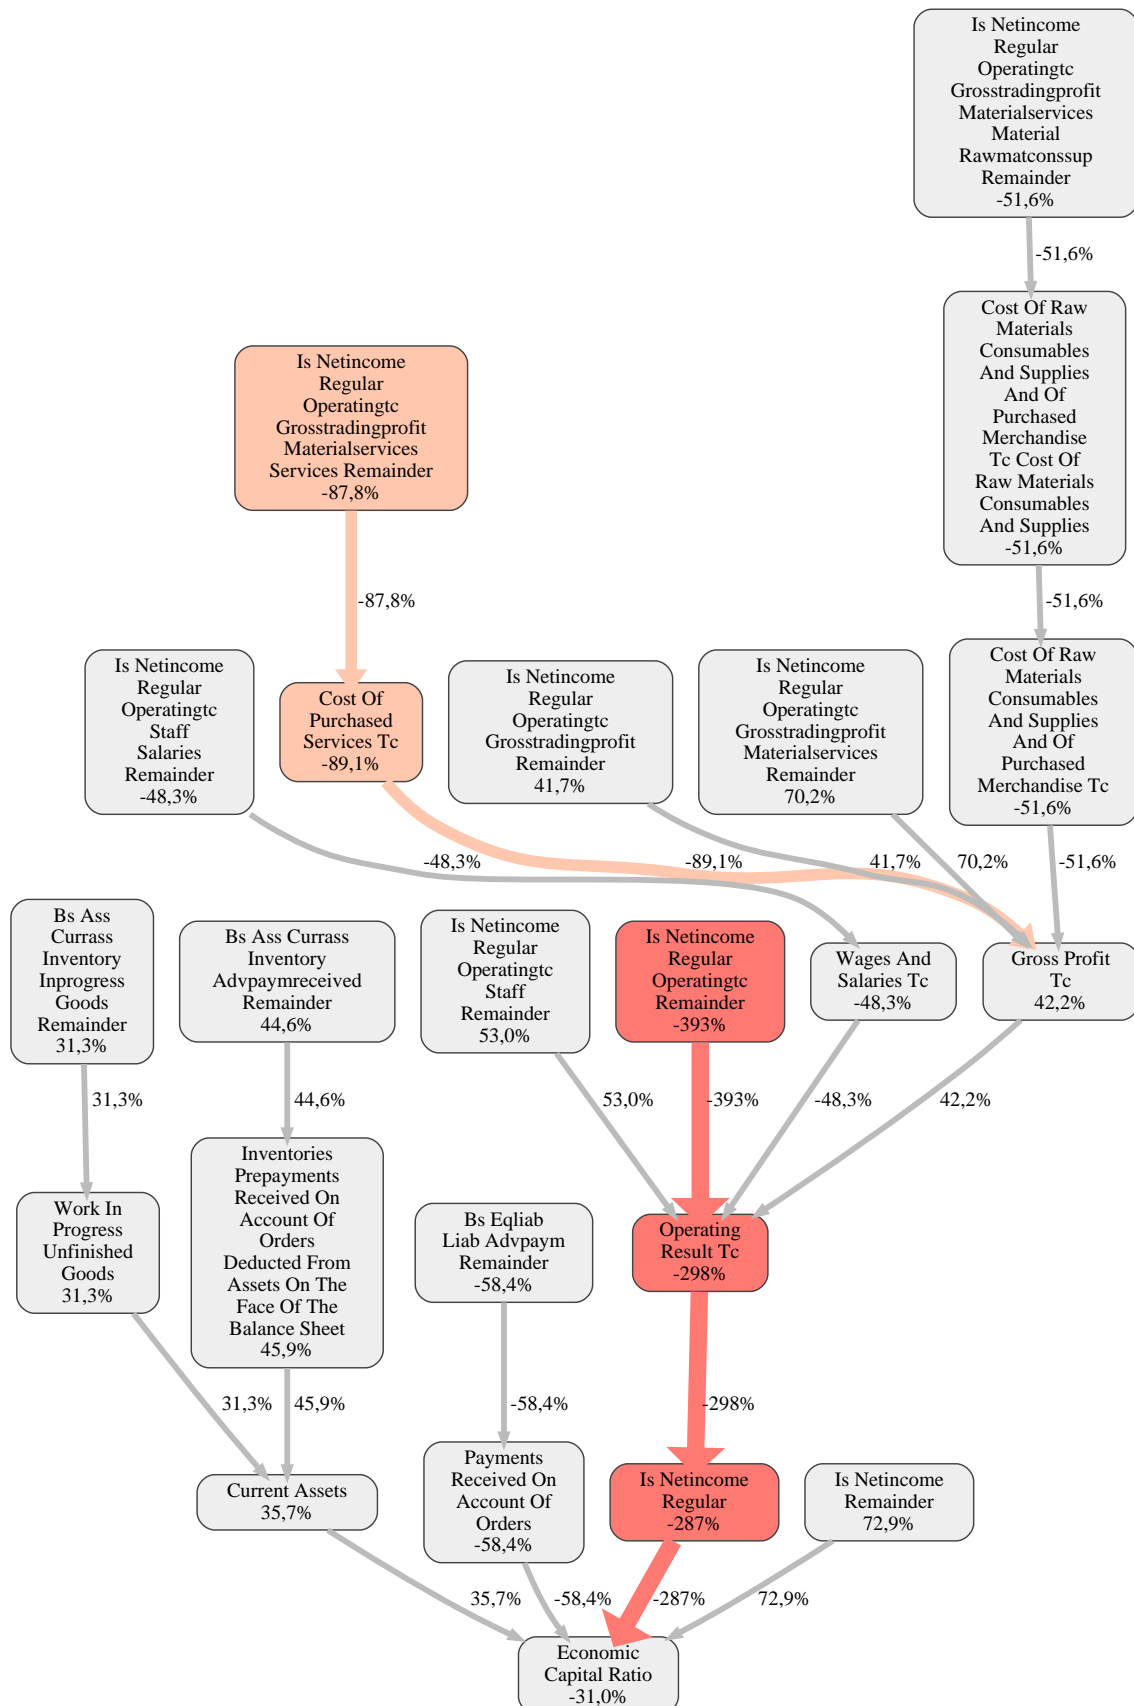 Is Netincome
Regular
Operatingtc
Grosstradingprofit
Materialservices
Material
Rawmatconssup
Remainder
-51,6%
-51,6%
Cost Of Raw
Materials
Consumables
And Supplies
And Of
Purchased
Merchandise
Tc Cost Of
Raw Materials
Consumables
And Supplies
-51,6%
Is Netincome
Regular
Operatingtc
Grosstradingprofit
Materialservices
Services Remainder
-87,8%
-87,8%
-51,6%
Is Netincome
Regular
Operatingtc
Staff
Salaries
Remainder
-48,3%
Cost Of
Purchased
Services Tc
-89,1%
Is Netincome
Regular
Operatingtc
Grosstradingprofit
Remainder
41,7%
Is Netincome
Regular
Operatingtc
Grosstradingprofit
Materialservices
Remainder
70,2%
Cost Of Raw
Materials
Consumables
And Supplies
And Of
Purchased
Merchandise Tc
-51,6%
-48,3%
-89,1%
41,7%
70,2%
-51,6%
Bs Ass
Currass
Inventory
Inprogress
Goods
Remainder
31,3%
Bs Ass Currass
Inventory
Advpaymreceived
Remainder
44,6%
Is Netincome
Regular
Operatingtc
Staff
Remainder
53,0%
Is Netincome
Regular
Operatingtc
Remainder
-393%
Wages And
Salaries Tc
-48,3%
Gross Profit
Tc
42,2%
31,3%
44,6%
53,0%
-393%
-48,3%
42,2%
Work In
Progress
Unfinished
Goods
31,3%
Inventories
Prepayments
Received On
Account Of
Orders
Deducted From
Assets On The
Face Of The
Balance Sheet
45,9%
Bs Eqliab
Liab Advpaym
Remainder
-58,4%
Operating
Result Tc
-298%
31,3%
45,9%
-58,4%
-298%
Current Assets
35,7%
Payments
Received On
Account Of
Orders
-58,4%
Is Netincome
Regular
-287%
Is Netincome
Remainder
72,9%
35,7%
-58,4%
-287%
72,9%
Economic
Capital Ratio
-31,0%